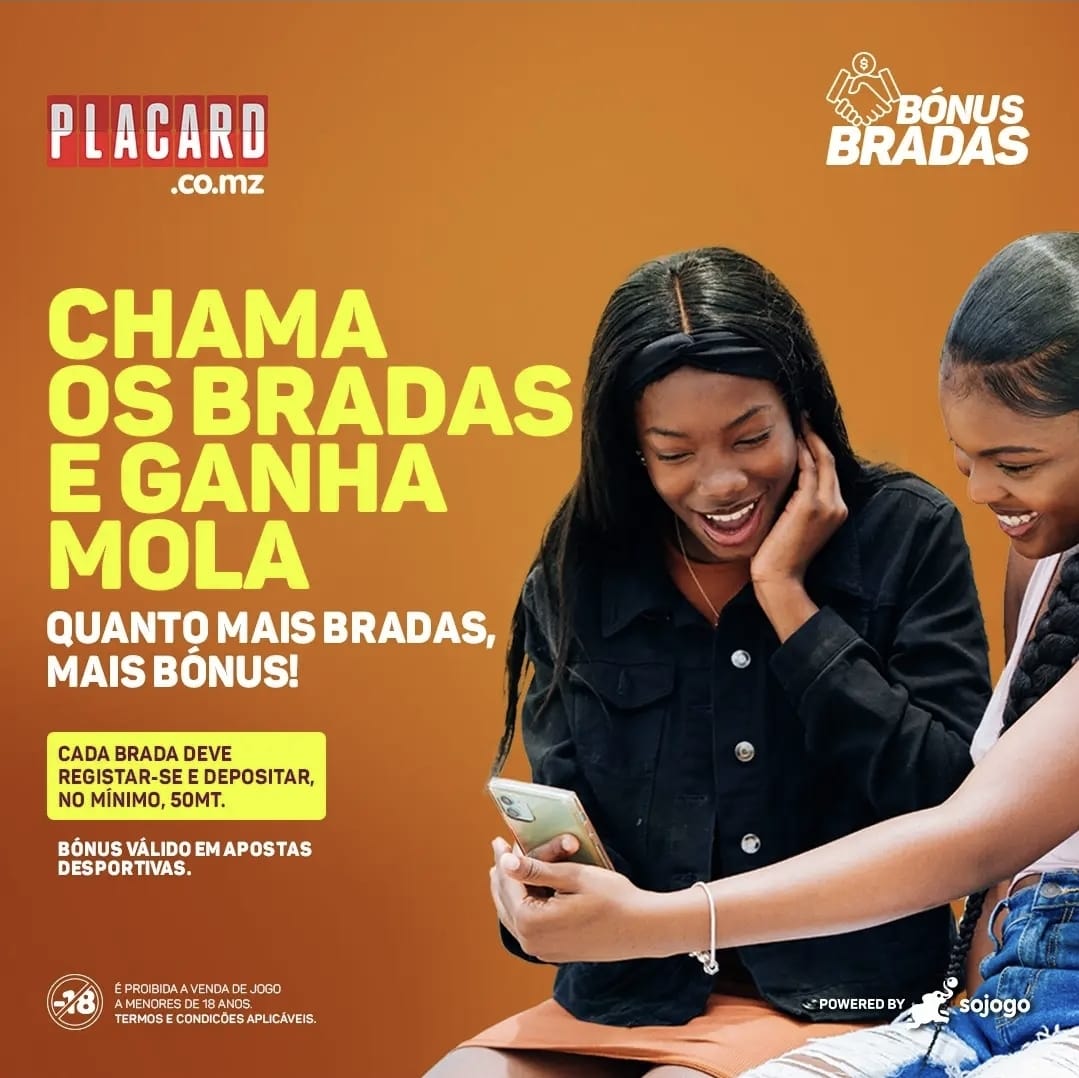 PLACARD
.co.mz
BÓNUS
BRADAS
CHAMA
OS BRADAS
E GANHA
MOLA
QUANTO MAIS BRADAS,
MAIS BÓNUS!
CADA BRADA DEVE
REGISTAR-SE E DEPOSITAR,
NO MÍNIMO, 50MT.
BÓNUS VÁLIDO EM APOSTAS
DESPORTIVAS.
-18
É PROIBIDA A VENDA DE JOGO
A MENORES DE 18 ANOS.
TERMOS E CONDIÇÕES APLICÁVEIS.
POWERED BY sojogo